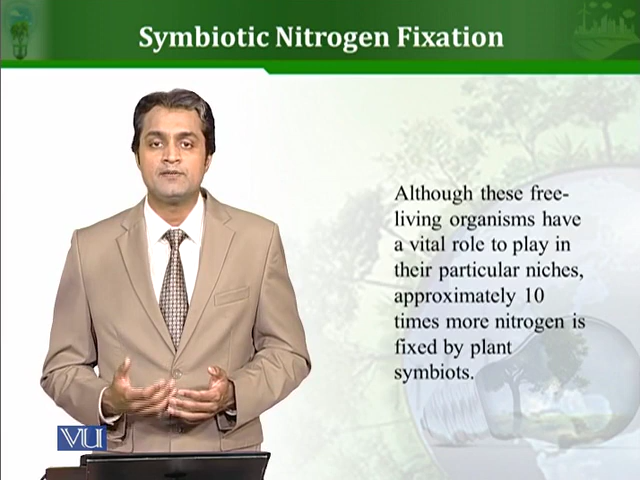 Symbiotic Nitrogen Fixation
Although these free-
living organisms have
a vital role to play in
their particular niches,
approximately 10
times more nitrogen is
fixed by plant
symbiots.
VU